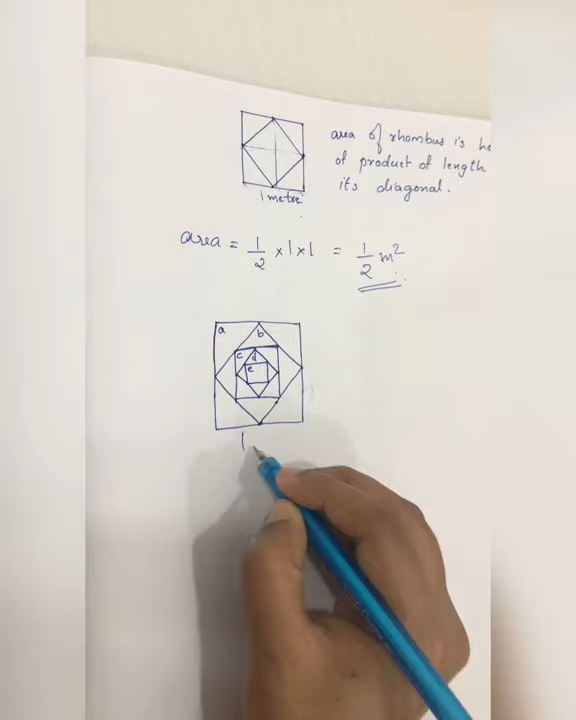 area of rhombus is he
of product of length
its diagonal.
1 metre
area = 1/2 × 1 × 1 = 1/2 m²
a
b
c
d
e
1